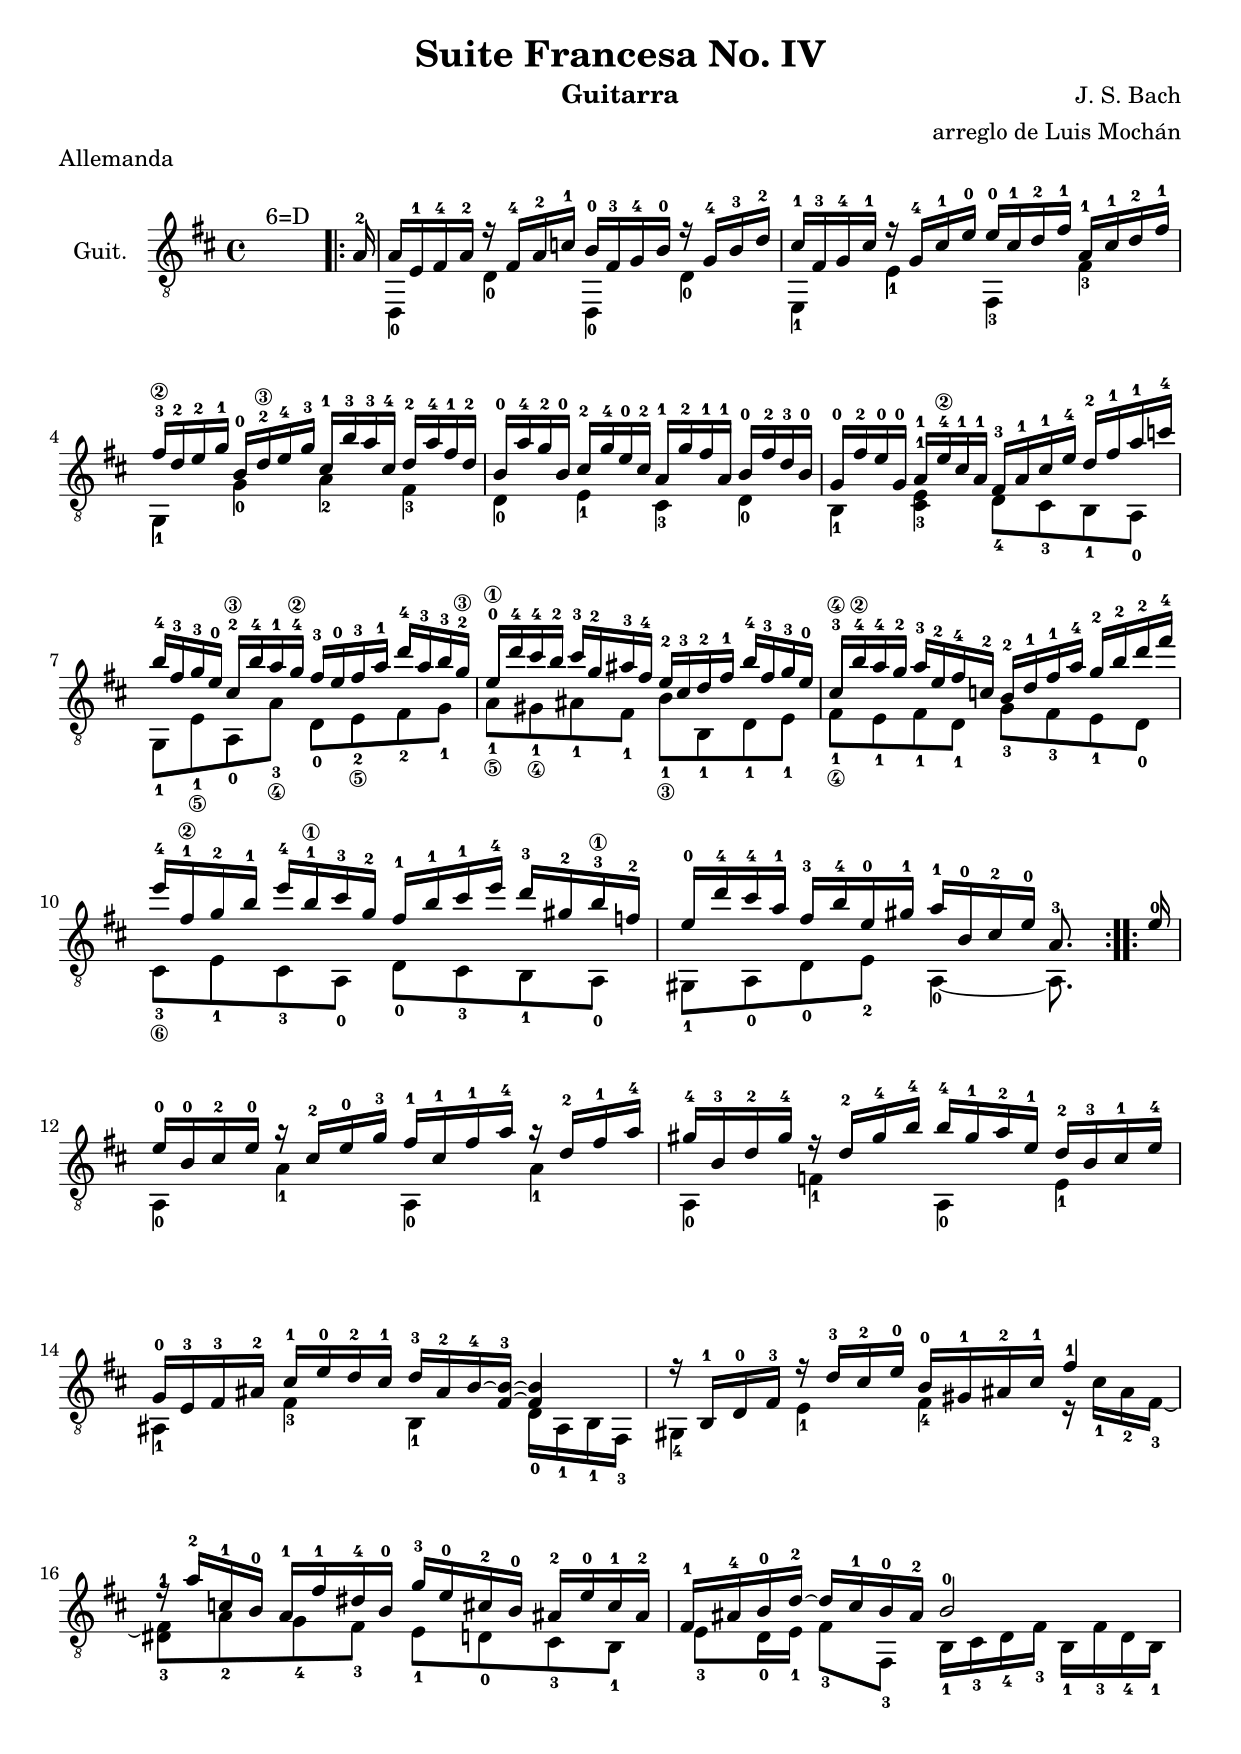 Suite Francesa No. IV
Guitarra
J. S. Bach
arreglo de Luis Mochán
Allemanda
6=D
Guit.
4
7
10
12
14
16